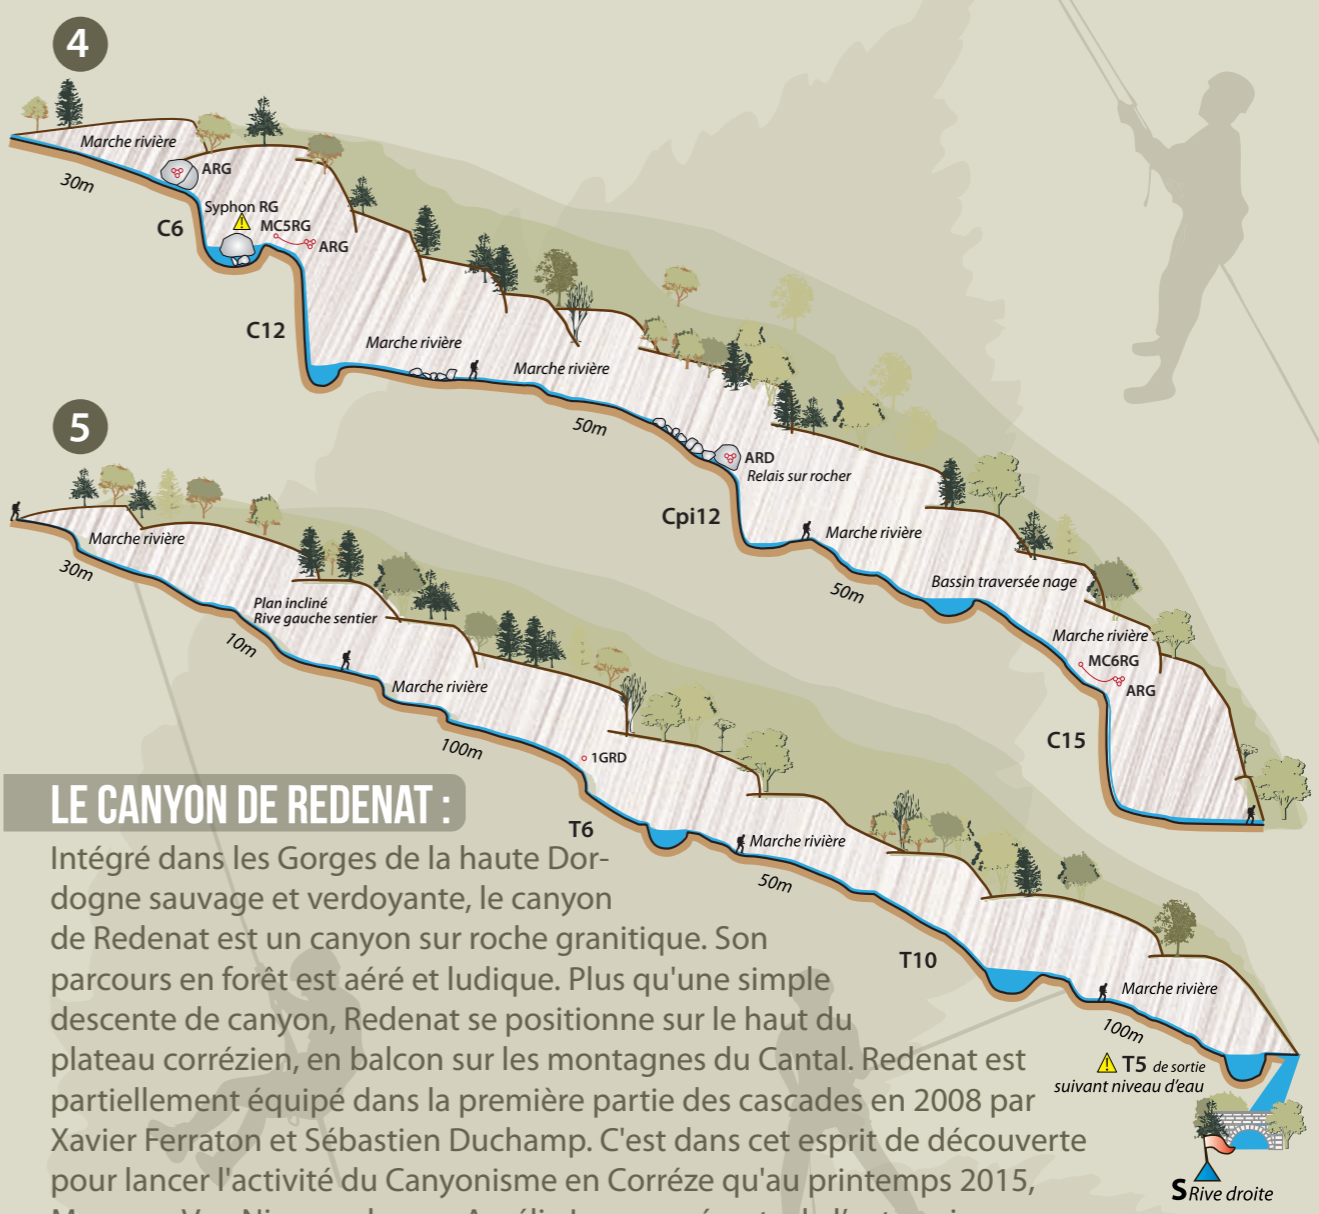 4
Marche rivière
30m
ARG
C6
Syphon RG
MC5RG
ARG
C12
Marche rivière
Marche rivière
50m
ARD
Relais sur rocher
Cpi12
Marche rivière
50m
Bassin traversée nage
Marche rivière
MC6RG
ARG
C15
5
Marche rivière
30m
Plan incliné
Rive gauche sentier
10m
Marche rivière
100m
1GRD
T6
Marche rivière
50m
T10
Marche rivière
100m
T5 de sortie
suivant niveau d'eau
S Rive droite
LE CANYON DE REDENAT :
Intégré dans les Gorges de la haute Dor-
dogne sauvage et verdoyante, le canyon
de Redenat est un canyon sur roche granitique. Son
parcours en forêt est aéré et ludique. Plus qu'une simple
descente de canyon, Redenat se positionne sur le haut du
plateau corrézien, en balcon sur les montagnes du Cantal. Redenat est
partiellement équipé dans la première partie des cascades en 2008 par
Xavier Ferraton et Sébastien Duchamp. C'est dans cet esprit de découverte
pour lancer l'activité du Canyonisme en Corréze qu'au printemps 2015,